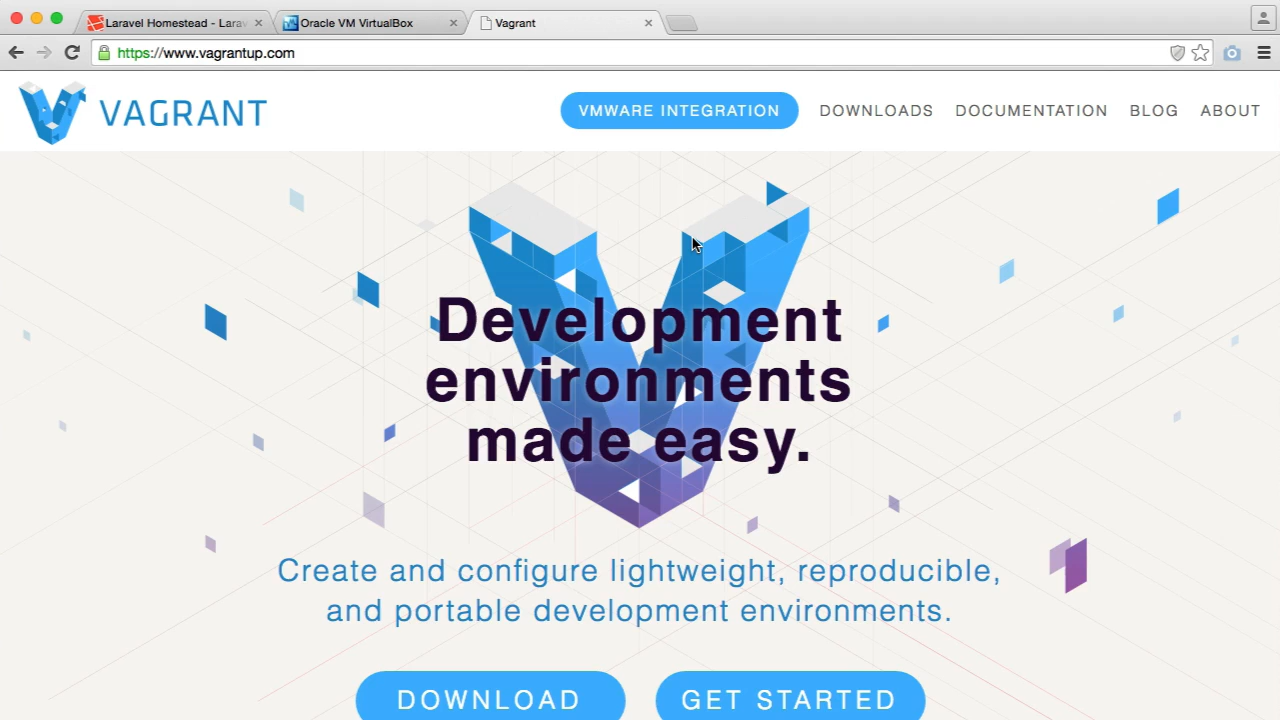 Laravel Homestead - Larav
Oracle VM VirtualBox
Vagrant
https://www.vagrantup.com
VAGRANT
VMWARE INTEGRATION
DOWNLOADS
DOCUMENTATION
BLOG
ABOUT
Development
environments
made easy.
Create and configure lightweight, reproducible,
and portable development environments.
DOWNLOAD
GET STARTED